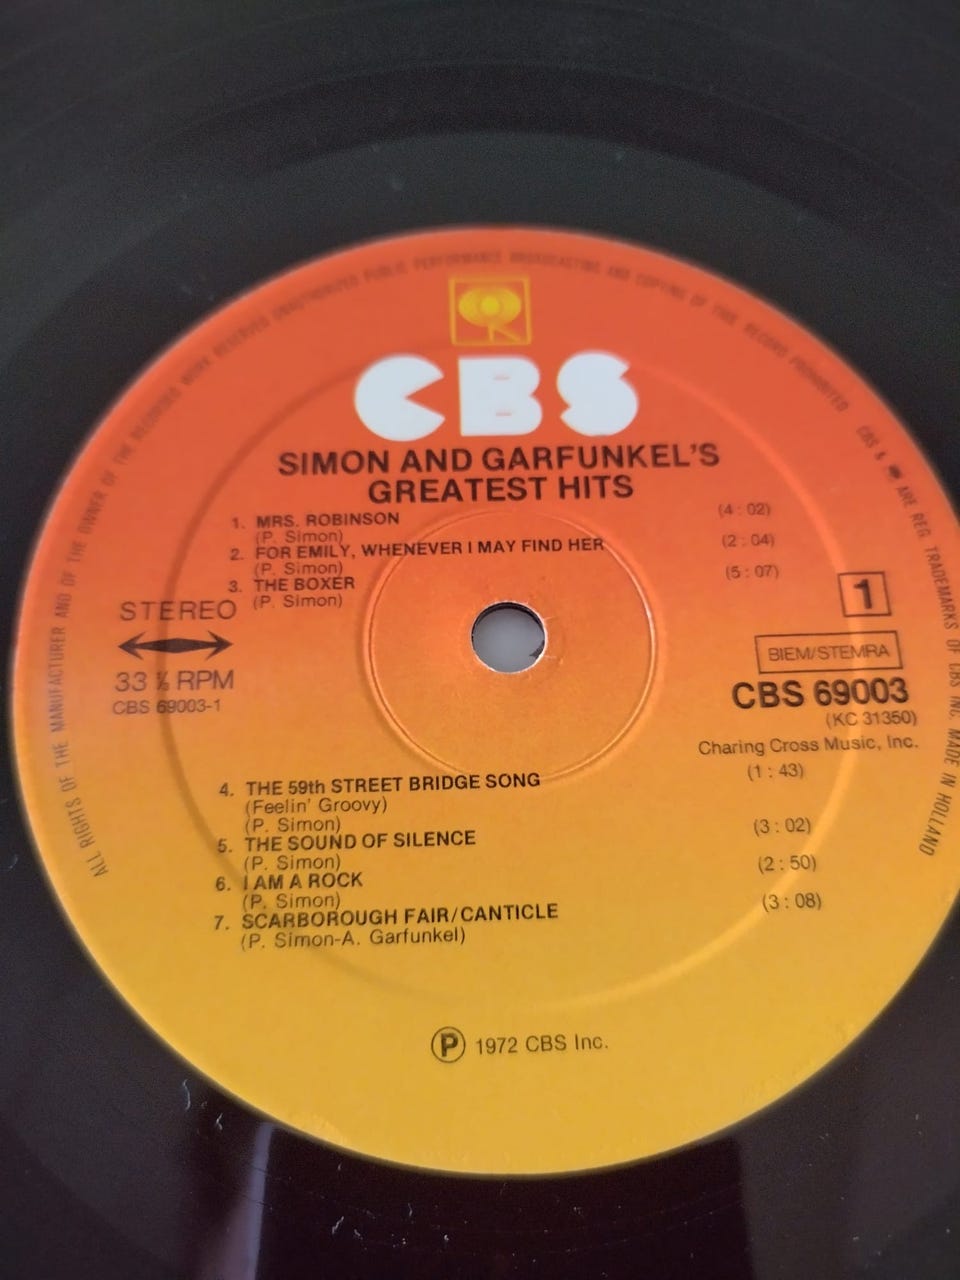 ALL RIGHTS OF THE MANUFACTURER AND OF THE OWNER OF THE RECORDED WORK RESERVED UNAUTHORIZED PUBLIC PERFORMANCE BROADCASTING AND COPYING OF THIS RECORD PROHIBITED
CBS & ARE REG. TRADEMARKS OF CBS INC. MADE IN HOLLAND
CBS
SIMON AND GARFUNKEL'S
GREATEST HITS
1. MRS. ROBINSON (4 : 02)
(P. Simon)
2. FOR EMILY, WHENEVER I MAY FIND HER (2 : 04)
(P. Simon)
3. THE BOXER (5 : 07)
(P. Simon)
STEREO
33 ⅓ RPM
CBS 69003-1
1
BIEM/STEMRA
CBS 69003
(KC 31350)
Charing Cross Music, Inc.
4. THE 59th STREET BRIDGE SONG (1 : 43)
(Feelin' Groovy)
(P. Simon)
5. THE SOUND OF SILENCE (3 : 02)
(P. Simon)
6. I AM A ROCK (2 : 50)
(P. Simon)
7. SCARBOROUGH FAIR/CANTICLE (3 : 08)
(P. Simon-A. Garfunkel)
Ⓟ 1972 CBS Inc.